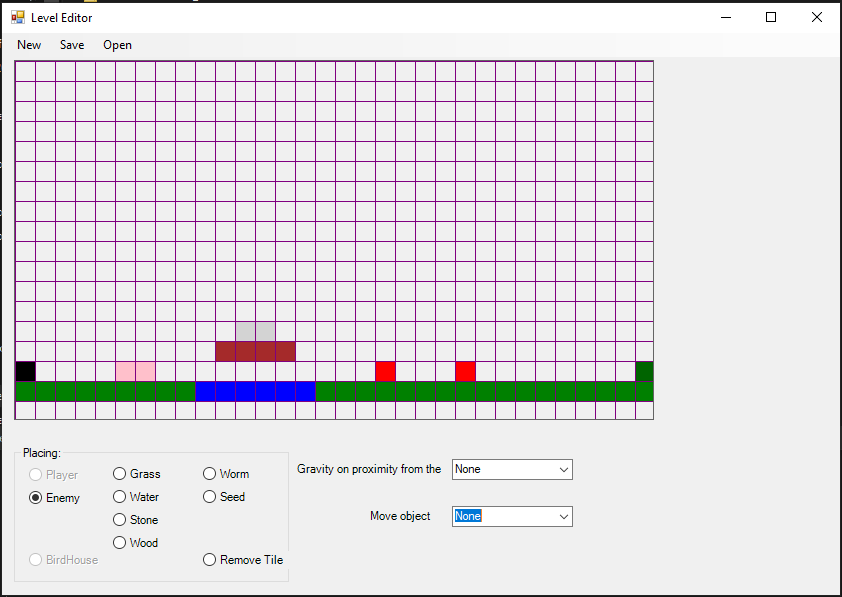 Level Editor
New Save Open
Placing:
Player
Enemy
BirdHouse
Grass
Water
Stone
Wood
Worm
Seed
Remove Tile
Gravity on proximity from the None
Move object None